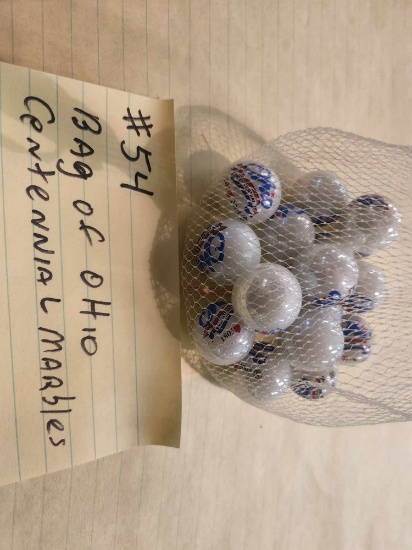 #54
Bag of Ohio
Centennial Marbles